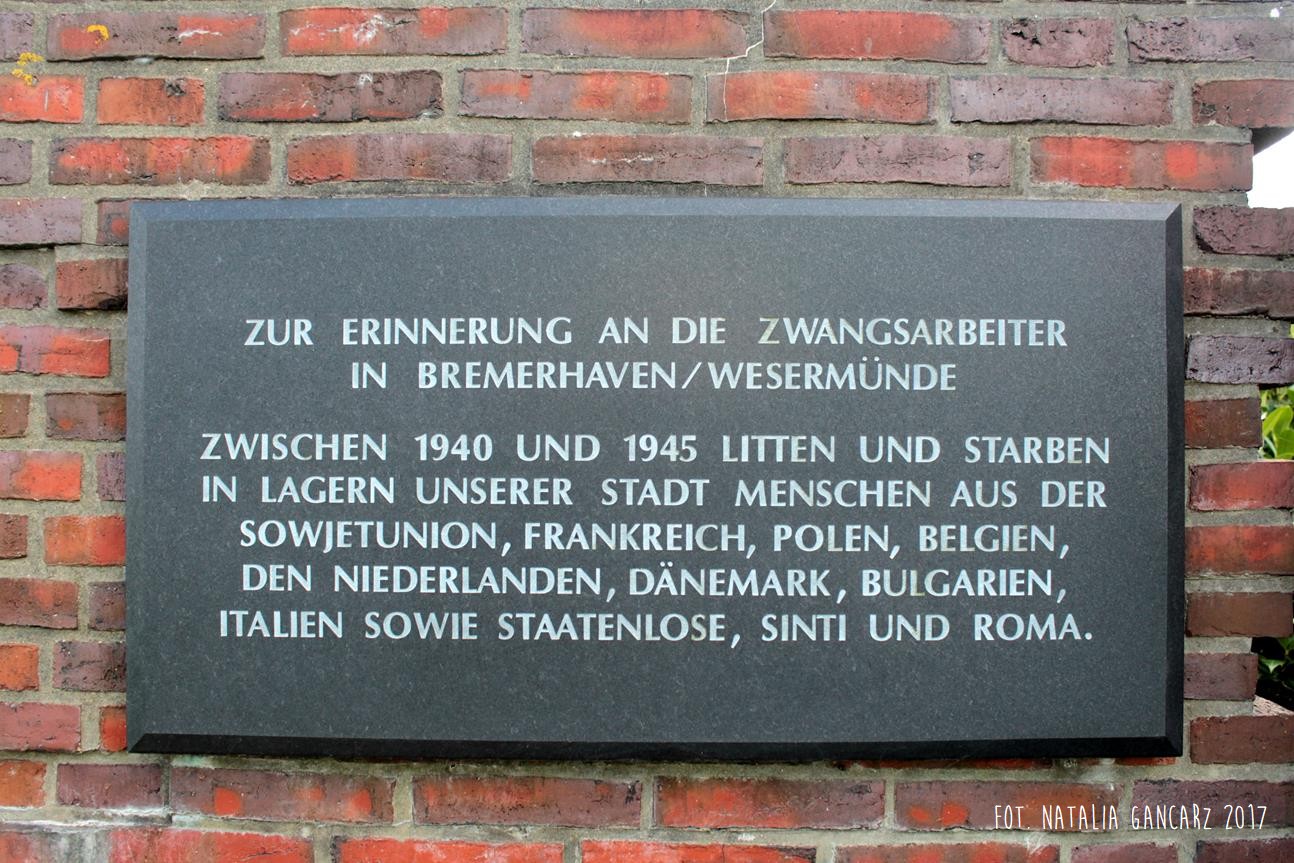 ZUR ERINNERUNG AN DIE ZWANGSARBEITER
IN BREMERHAVEN/WESERMÜNDE
ZWISCHEN 1940 UND 1945 LITTEN UND STARBEN
IN LAGERN UNSERER STADT MENSCHEN AUS DER
SOWJETUNION, FRANKREICH, POLEN, BELGIEN,
DEN NIEDERLANDEN, DÄNEMARK, BULGARIEN,
ITALIEN SOWIE STAATENLOSE, SINTI UND ROMA.
FOT. NATALIA GANCARZ 2017